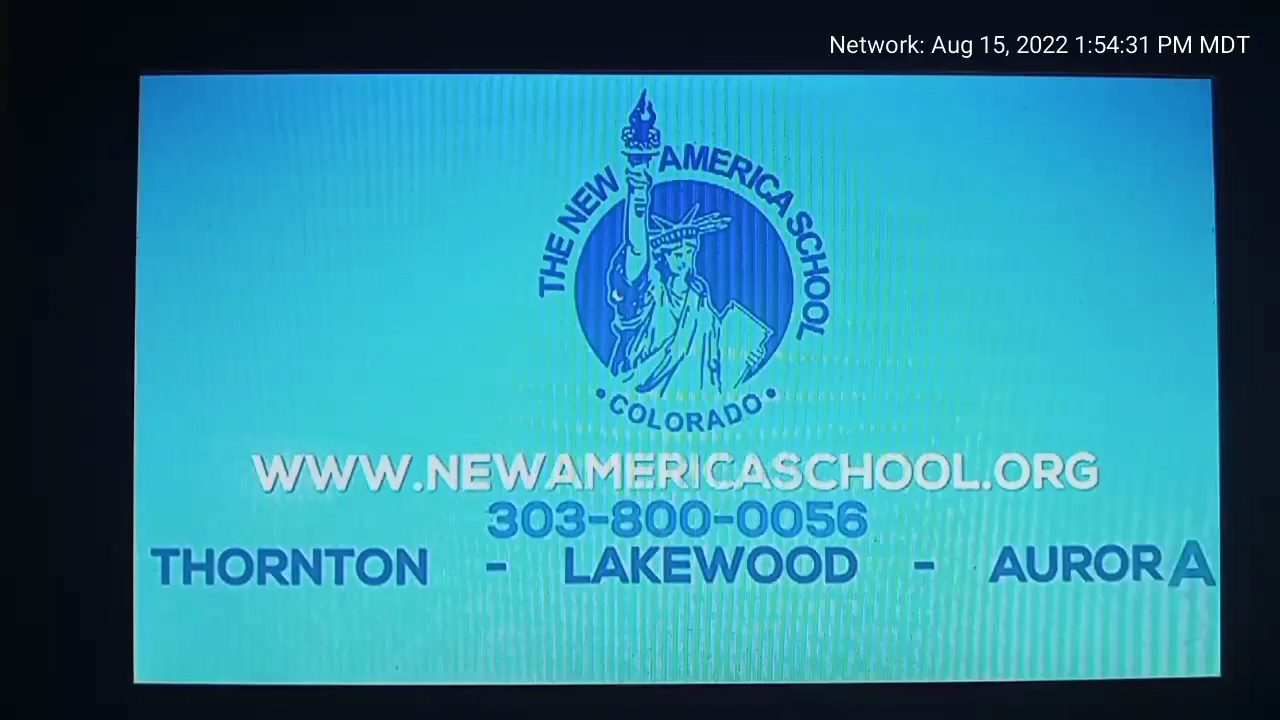 Network: Aug 15, 2022 1:54:31 PM MDT
THE NEW AMERICA SCHOOL
• COLORADO •
WWW.NEWAMERICASCHOOL.ORG
303-800-0056
THORNTON - LAKEWOOD - AURORA